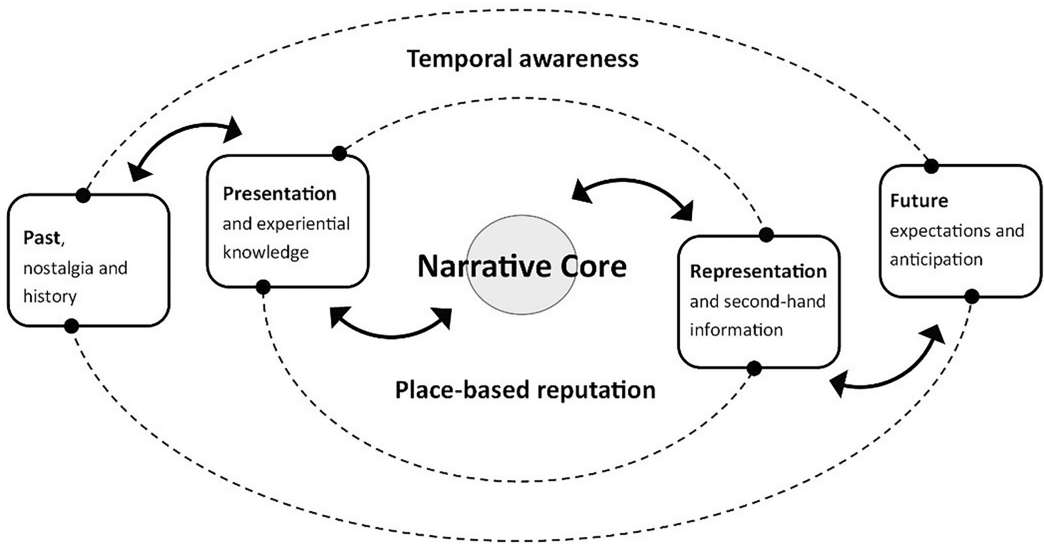 Temporal awareness
Past,
nostalgia and
history
Presentation
and experiential
knowledge
Narrative Core
Representation
and second-hand
information
Future
expectations and
anticipation
Place-based reputation